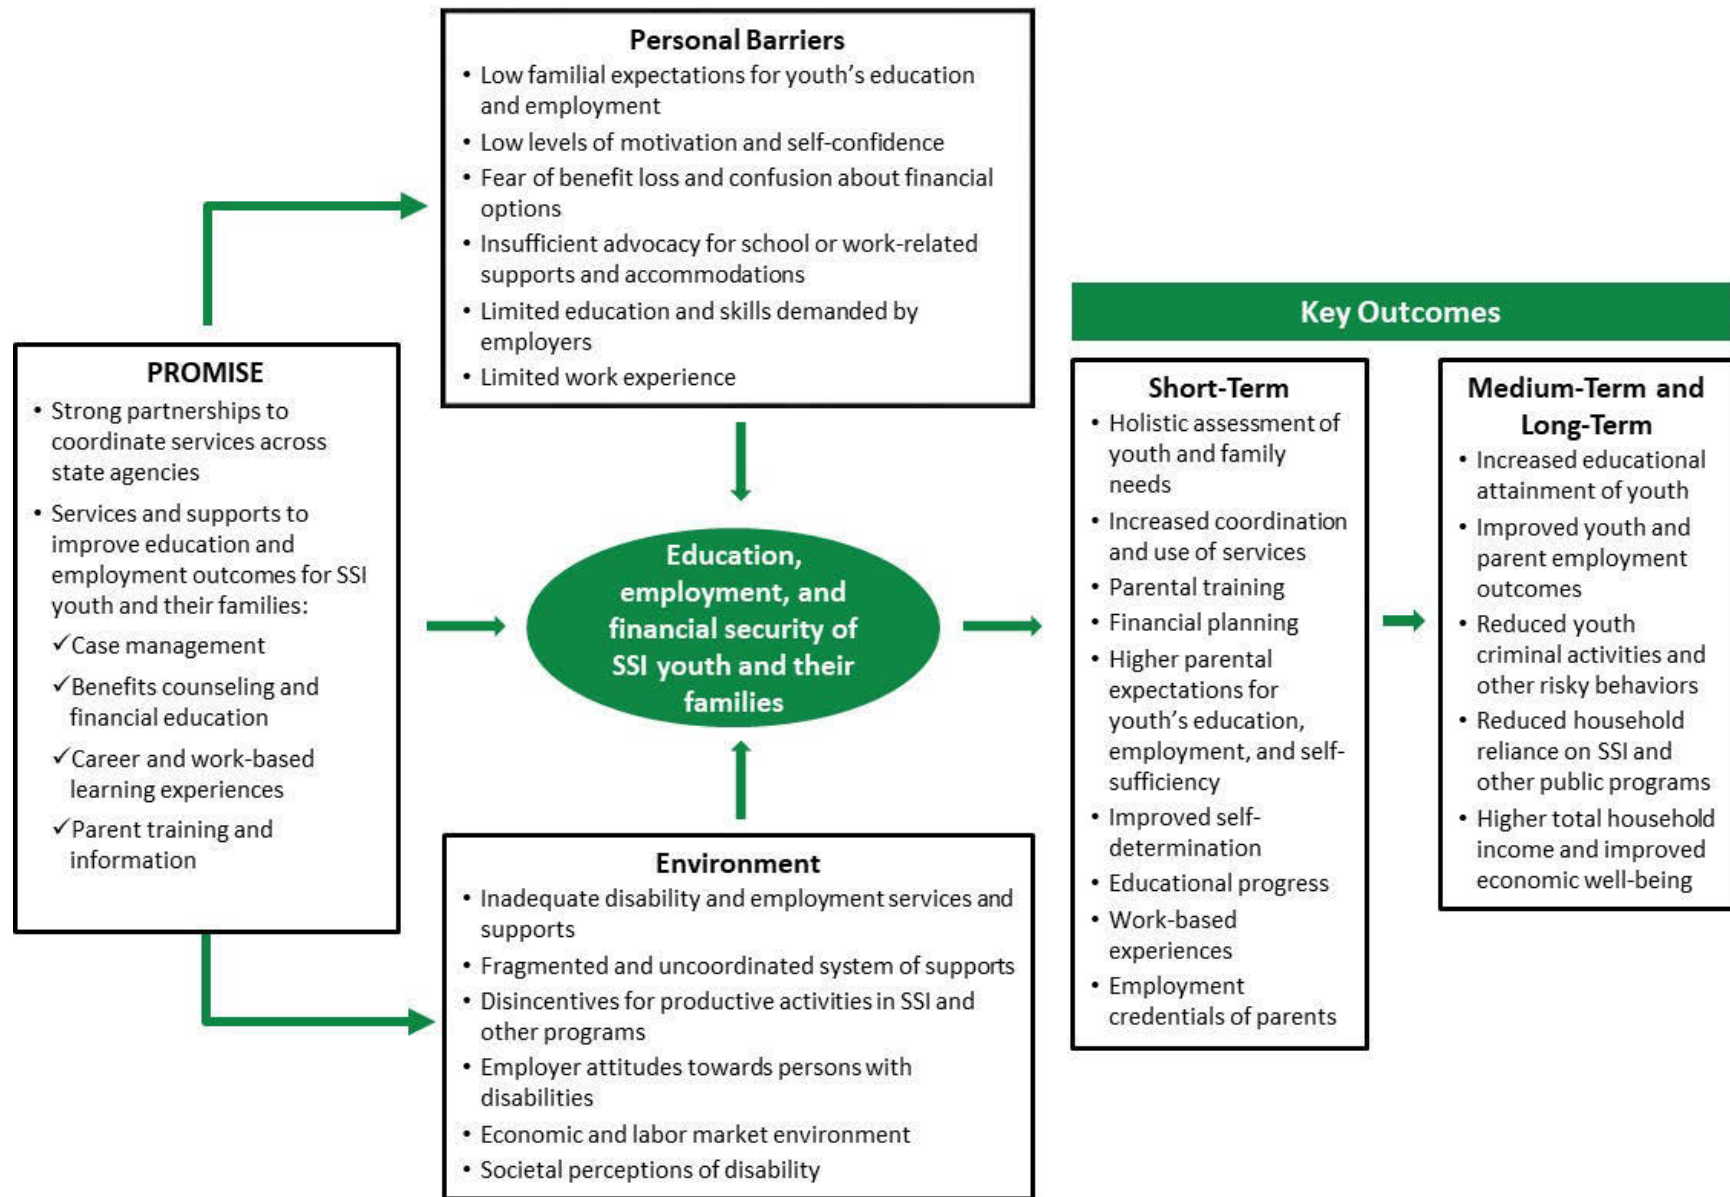 Personal Barriers
• Low familial expectations for youth's education
and employment
• Low levels of motivation and self-confidence
• Fear of benefit loss and confusion about financial
options
• Insufficient advocacy for school or work-related
supports and accommodations
• Limited education and skills demanded by
employers
• Limited work experience
PROMISE
• Strong partnerships to
coordinate services across
state agencies
• Services and supports to
improve education and
employment outcomes for SSI
youth and their families:
✓Case management
✓Benefits counseling and
financial education
✓Career and work-based
learning experiences
✓Parent training and
information
Education,
employment, and
financial security of
SSI youth and their
families
Environment
• Inadequate disability and employment services and
supports
• Fragmented and uncoordinated system of supports
• Disincentives for productive activities in SSI and
other programs
• Employer attitudes towards persons with
disabilities
• Economic and labor market environment
• Societal perceptions of disability
Key Outcomes
Short-Term
• Holistic assessment of
youth and family
needs
• Increased coordination
and use of services
• Parental training
• Financial planning
• Higher parental
expectations for
youth's education,
employment, and self-
sufficiency
• Improved self-
determination
• Educational progress
• Work-based
experiences
• Employment
credentials of parents
Medium-Term and
Long-Term
• Increased educational
attainment of youth
• Improved youth and
parent employment
outcomes
• Reduced youth
criminal activities and
other risky behaviors
• Reduced household
reliance on SSI and
other public programs
• Higher total household
income and improved
economic well-being